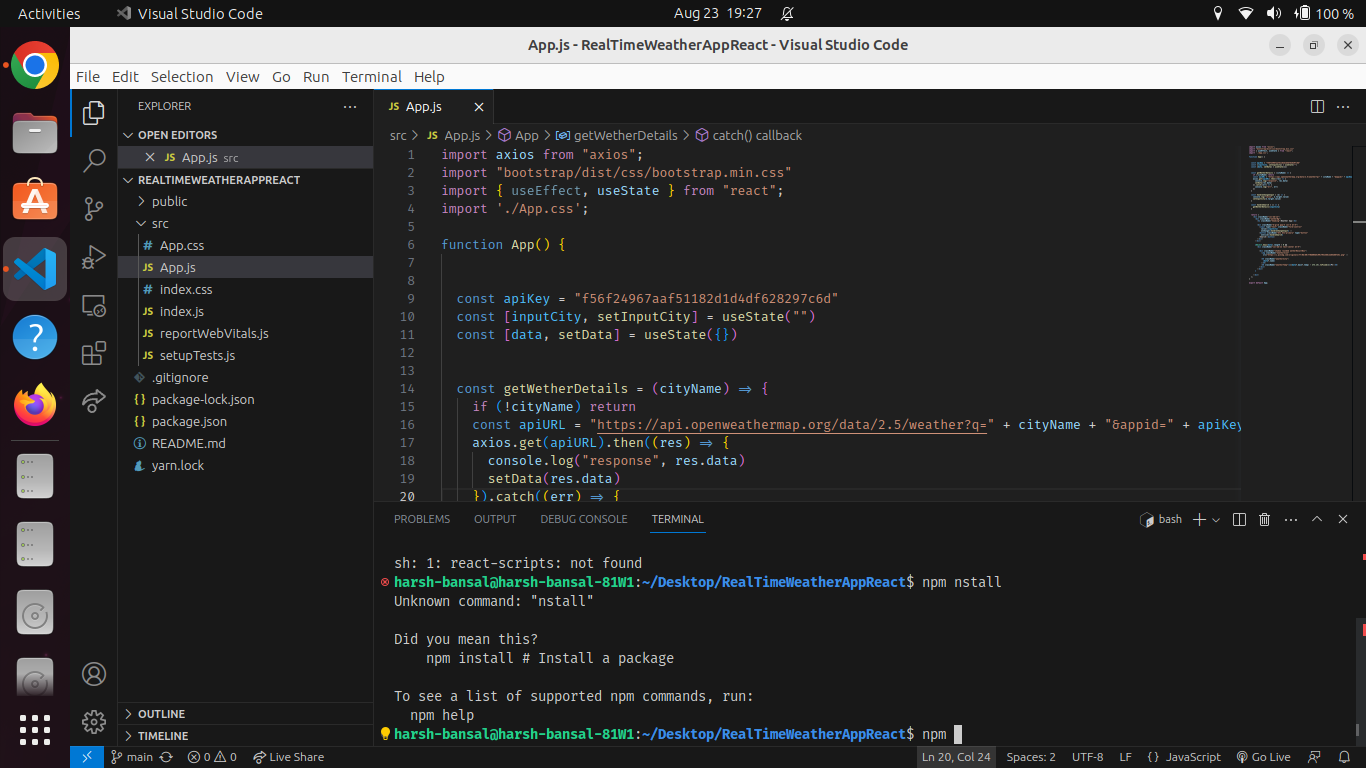 Activities
Visual Studio Code
Aug 23 19:27
100 %
App.js - RealTimeWeatherAppReact - Visual Studio Code
File Edit Selection View Go Run Terminal Help
EXPLORER
OPEN EDITORS
JS App.js src
REALTIMEWEATHERAPPREACT
public
src
# App.css
JS App.js
# index.css
JS index.js
JS reportWebVitals.js
JS setupTests.js
.gitignore
{} package-lock.json
{} package.json
README.md
yarn.lock
OUTLINE
TIMELINE
JS App.js
src > JS App.js > App > getWetherDetails > catch() callback
1 import axios from "axios";
2 import "bootstrap/dist/css/bootstrap.min.css"
3 import { useEffect, useState } from "react";
4 import './App.css';
5
6 function App() {
7
8
9 const apiKey = "f56f24967aaf51182d1d4df628297c6d"
10 const [inputCity, setInputCity] = useState("")
11 const [data, setData] = useState({})
12
13
14 const getWetherDetails = (cityName) => {
15 if (!cityName) return
16 const apiURL = "https://api.openweathermap.org/data/2.5/weather?q=" + cityName + "&appid=" + apiKey
17 axios.get(apiURL).then((res) => {
18 console.log("response", res.data)
19 setData(res.data)
20 }).catch((err) => {
PROBLEMS OUTPUT DEBUG CONSOLE TERMINAL
bash
sh: 1: react-scripts: not found
harsh-bansal@harsh-bansal-81W1:~/Desktop/RealTimeWeatherAppReact$ npm nstall
Unknown command: "nstall"
Did you mean this?
npm install # Install a package
To see a list of supported npm commands, run:
npm help
harsh-bansal@harsh-bansal-81W1:~/Desktop/RealTimeWeatherAppReact$ npm
main 0 0 Live Share
Ln 20, Col 24 Spaces: 2 UTF-8 LF {} JavaScript Go Live